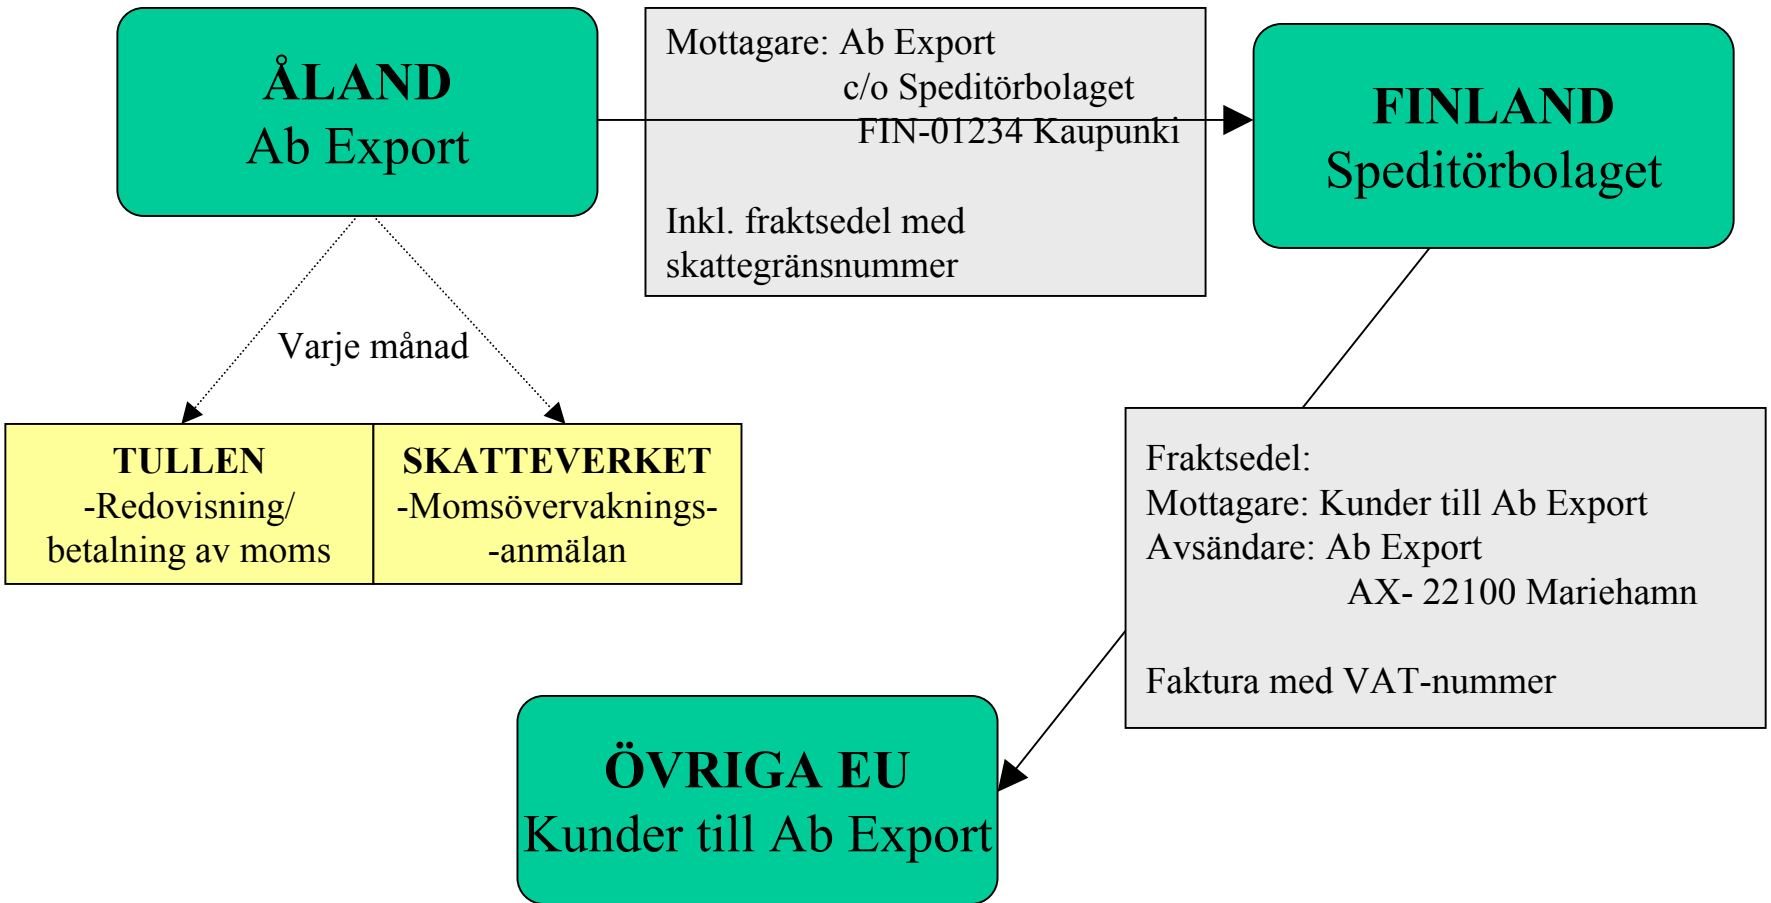 ÅLAND
Ab Export
Mottagare: Ab Export
c/o Speditörbolaget
FIN-01234 Kaupunki
Inkl. fraktsedel med
skattegränsnummer
FINLAND
Speditörbolaget
Varje månad
TULLEN
-Redovisning/
betalning av moms
SKATTEVERKET
-Momsövervaknings-
-anmälan
Fraktsedel:
Mottagare: Kunder till Ab Export
Avsändare: Ab Export
AX- 22100 Mariehamn
Faktura med VAT-nummer
ÖVRIGA EU
Kunder till Ab Export